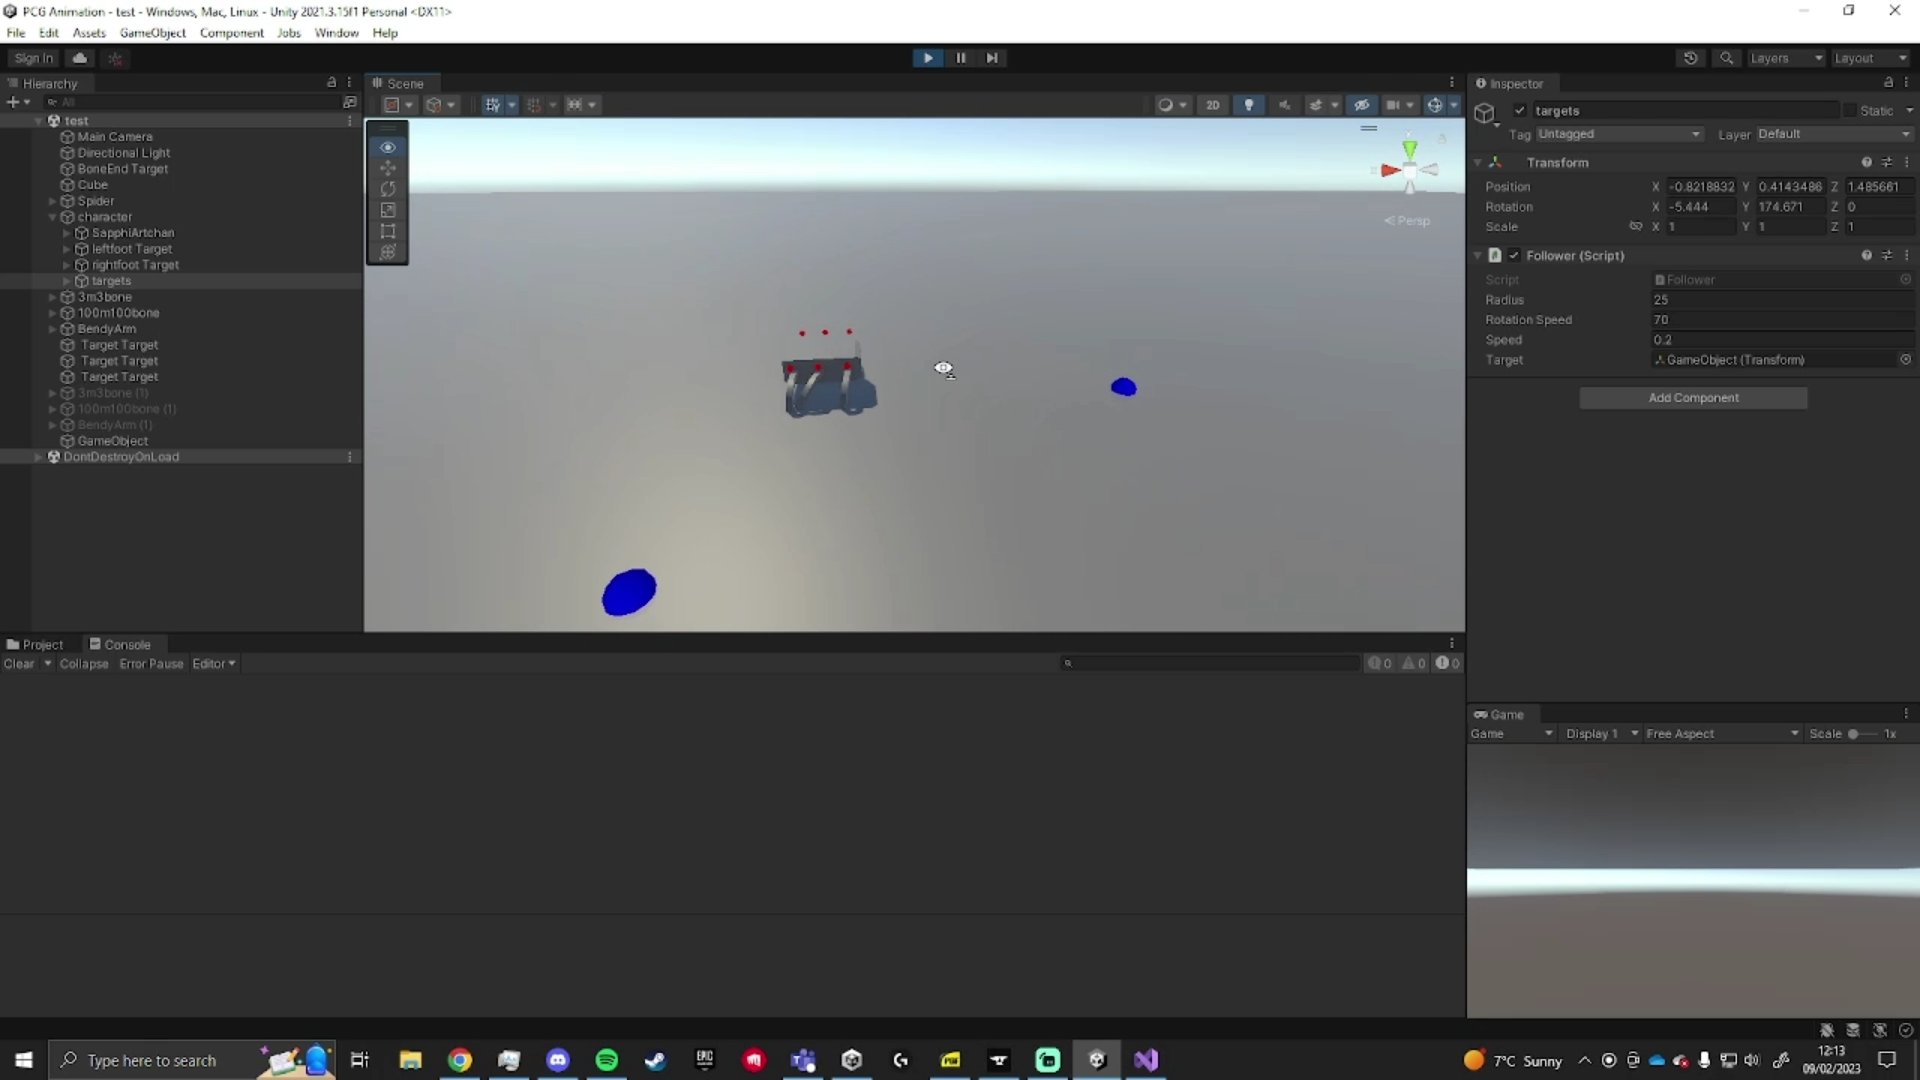 PCG Animation - test - Windows, Mac, Linux - Unity 2021.3.15f1 Personal <DX11>
File Edit Assets GameObject Component Jobs Window Help
Sign In
Layers
Layout
Hierarchy
All
test
Main Camera
Directional Light
BoneEnd Target
Cube
Spider
character
SapphiArtchan
leftfoot Target
rightfoot Target
targets
3m3bone
100m100bone
BendyArm
Target Target
Target Target
Target Target
3m3bone (1)
100m100bone (1)
BendyArm (1)
GameObject
DontDestroyOnLoad
Scene
2D
< Persp
Inspector
targets
Static
Tag Untagged Layer Default
Transform
Position X -0.8218832 Y 0.4143486 Z 1.485661
Rotation X -5.444 Y 174.671 Z 0
Scale X 1 Y 1 Z 1
Follower (Script)
Script Follower
Radius 25
Rotation Speed 70
Speed 0.2
Target GameObject (Transform)
Add Component
Project Console
Clear Collapse Error Pause Editor
0 0 0
Game
Game Display 1 Free Aspect Scale 1x
Type here to search
EPIC
7°C Sunny
12:13
09/02/2023